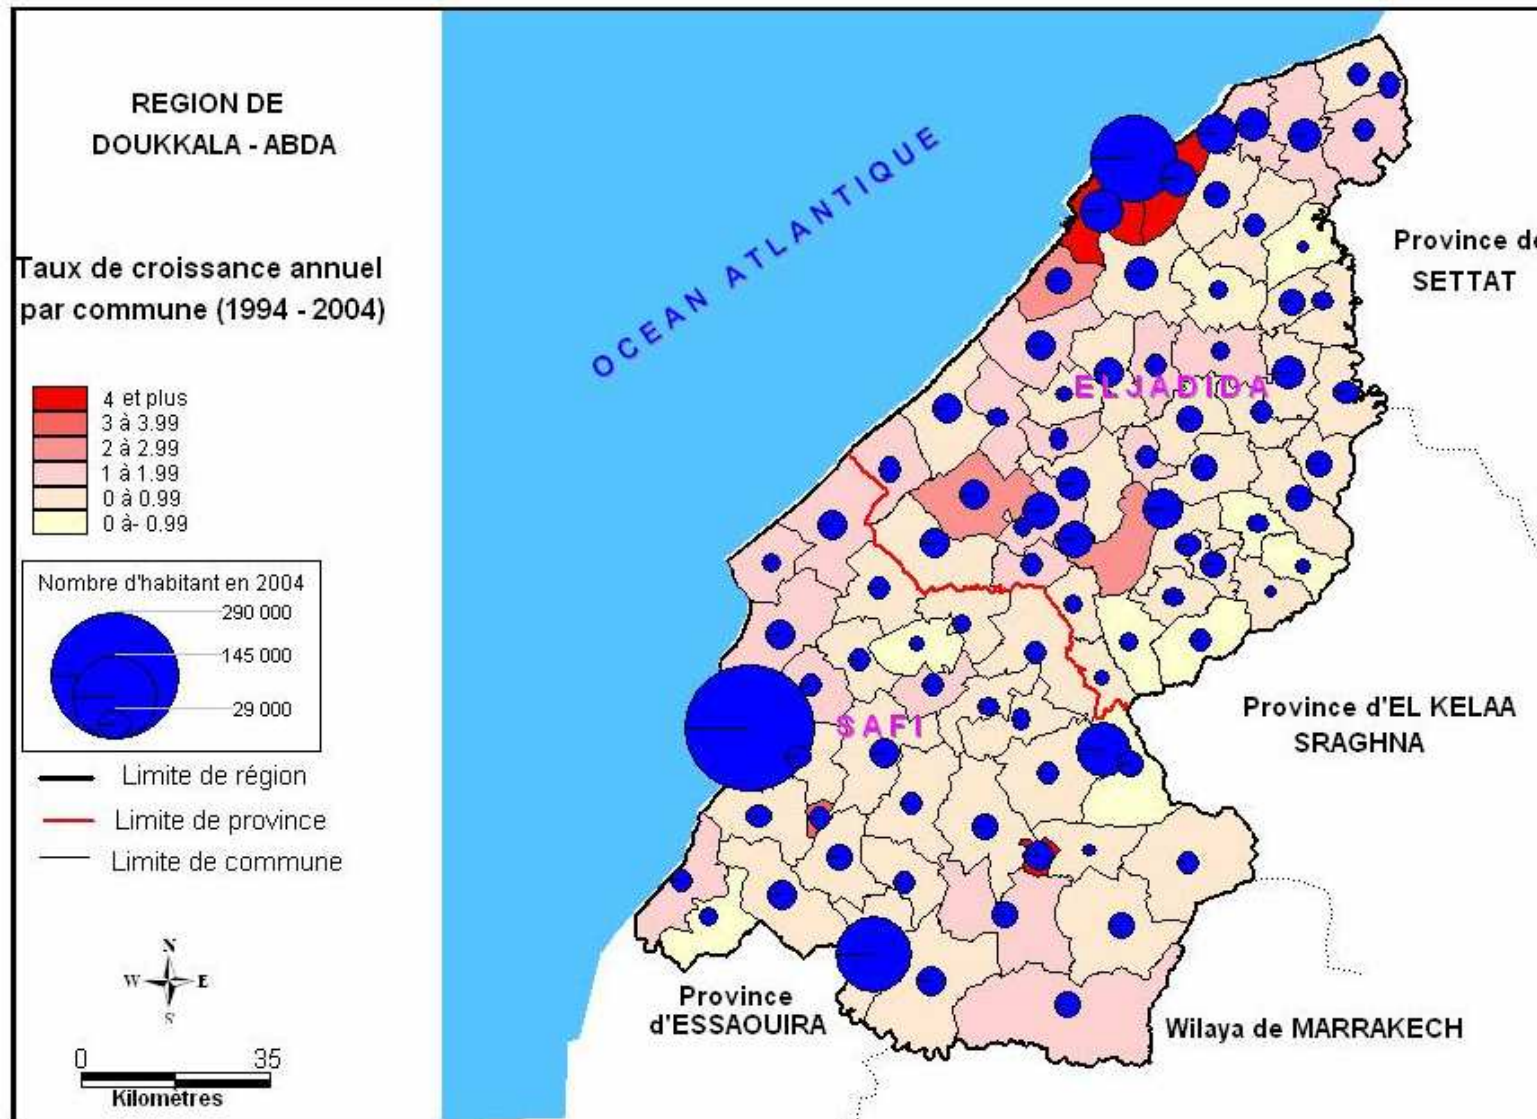 REGION DE
DOUKKALA - ABDA
Taux de croissance annuel
par commune (1994 - 2004)
4 et plus
3 à 3.99
2 à 2.99
1 à 1.99
0 à 0.99
0 à- 0.99
Nombre d'habitant en 2004
290 000
145 000
29 000
Limite de région
Limite de province
Limite de commune
N
W E
S
0 35
Kilomètres
OCEAN ATLANTIQUE
EL JADIDA
SAFI
Province de
SETTAT
Province d'EL KELAA
SRAGHNA
Province
d'ESSAOUIRA
Wilaya de MARRAKECH